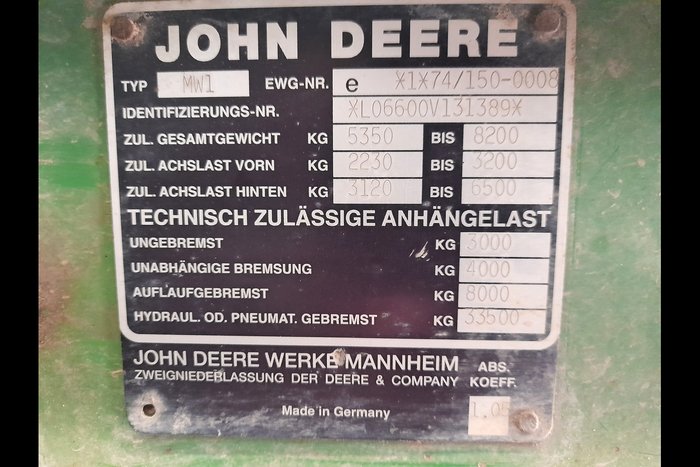 JOHN DEERE
TYP MW1 EWG-NR. e *1*74/150-0008
IDENTIFIZIERUNGS-NR. *L06600V131389*
ZUL. GESAMTGEWICHT KG 5350 BIS 8200
ZUL. ACHSLAST VORN KG 2230 BIS 3200
ZUL. ACHSLAST HINTEN KG 3120 BIS 6500
TECHNISCH ZULÄSSIGE ANHÄNGELAST
UNGEBREMST KG 3000
UNABHÄNGIGE BREMSUNG KG 4000
AUFLAUFGEBREMST KG 8000
HYDRAUL. OD. PNEUMAT. GEBREMST KG 33500
JOHN DEERE WERKE MANNHEIM
ZWEIGNIEDERLASSUNG DER DEERE & COMPANY
ABS.
KOEFF.
Made in Germany